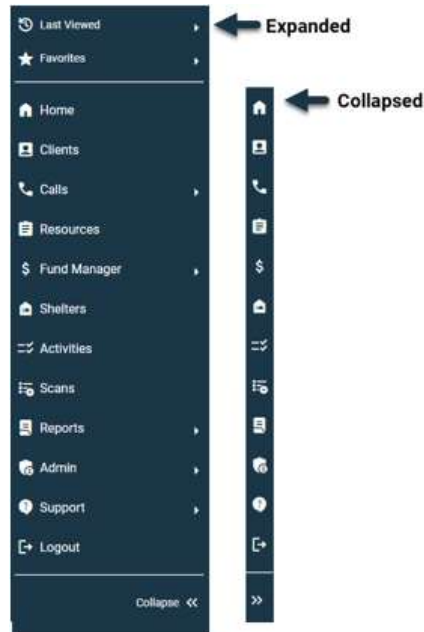 Last Viewed
Expanded
Favorites
Home
Collapsed
Clients
Calls
Resources
$ Fund Manager
$
Shelters
Activities
Scans
Reports
Admin
Support
Logout
Collapse «
»